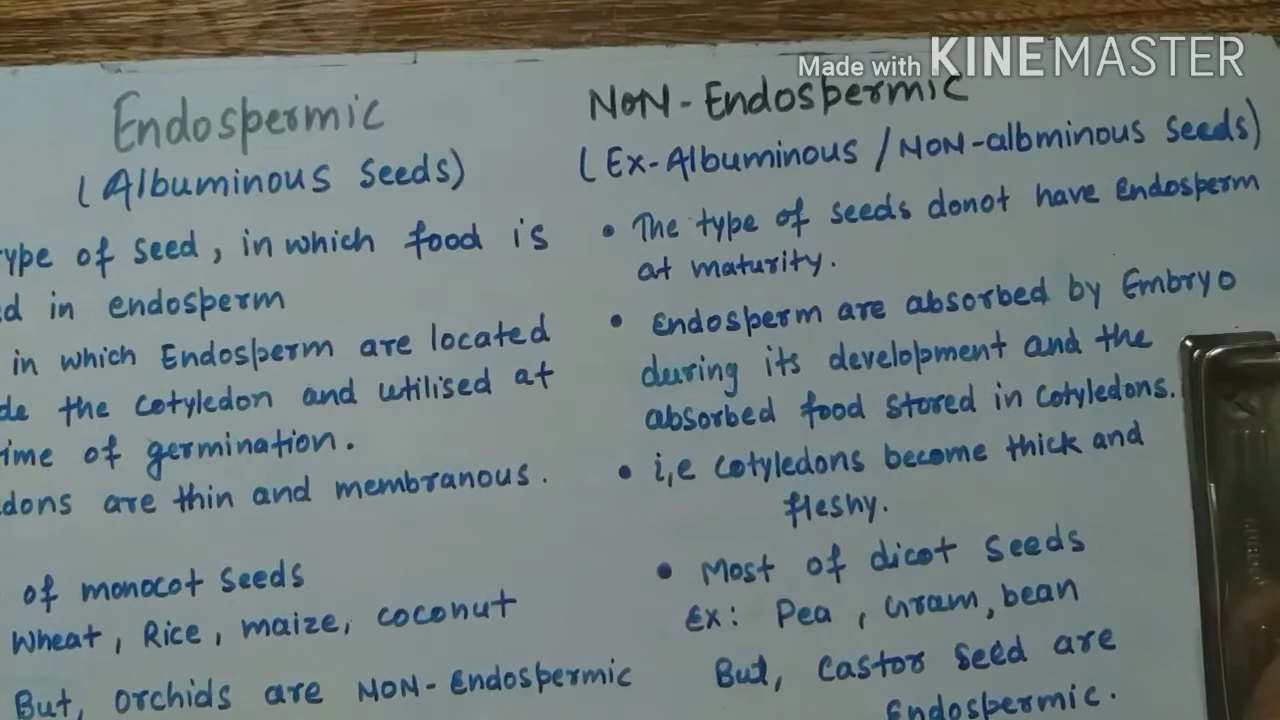 Made with KINEMASTER
Endospermic
(Albuminous seeds)
ype of seed, in which food is
ed in endosperm
in which Endosperm are located
de the cotyledon and utilised at
ime of germination.
dons are thin and membranous.
of monocot seeds
Wheat, Rice, maize, coconut
But, orchids are NON-Endospermic
NON-Endospermic
(Ex-Albuminous / NON-albminous seeds)
• The type of seeds donot have Endosperm
at maturity.
• Endosperm are absorbed by Embryo
during its development and the
absorbed food stored in cotyledons.
• i,e cotyledons become thick and
fleshy.
• Most of dicot seeds
Ex: Pea, Gram, bean
But, castor seed are
Endospermic.